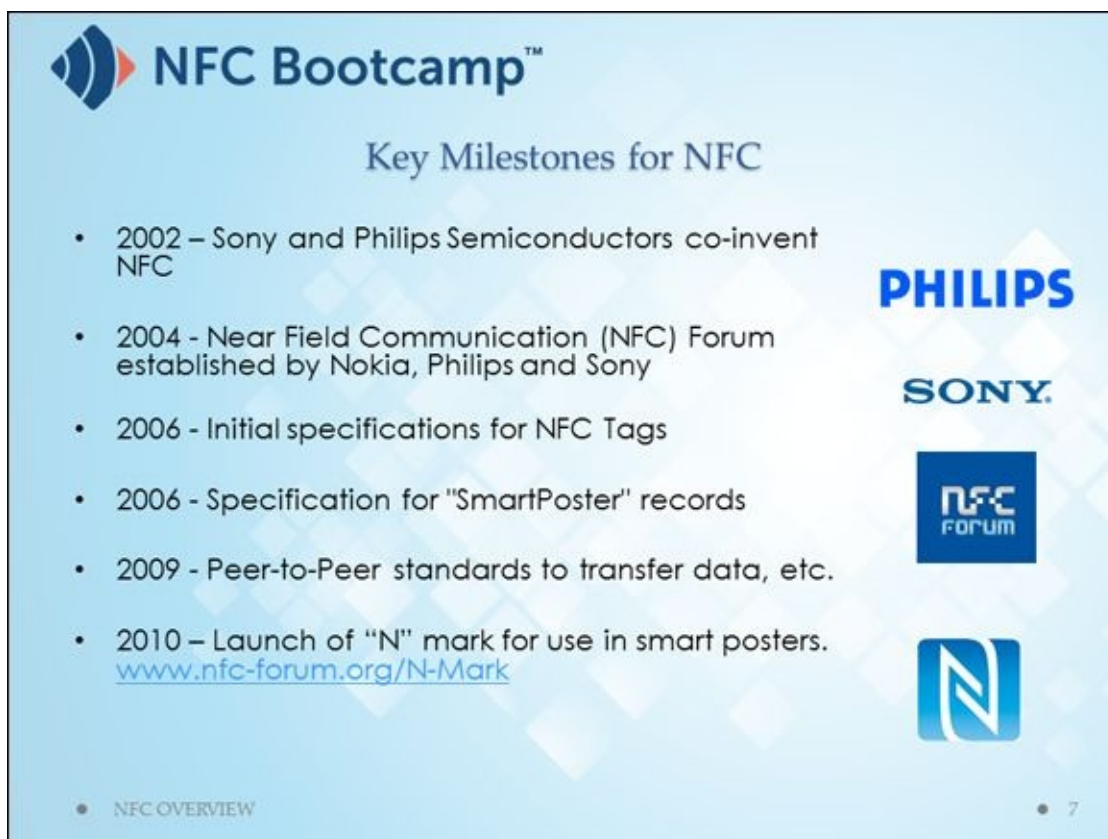 NFC Bootcamp™
Key Milestones for NFC
• 2002 – Sony and Philips Semiconductors co-invent
NFC
• 2004 - Near Field Communication (NFC) Forum
established by Nokia, Philips and Sony
• 2006 - Initial specifications for NFC Tags
• 2006 - Specification for "SmartPoster" records
• 2009 - Peer-to-Peer standards to transfer data, etc.
• 2010 – Launch of “N” mark for use in smart posters.
www.nfc-forum.org/N-Mark
PHILIPS
SONY.
NFC
FORUM
N
• NFC OVERVIEW
• 7